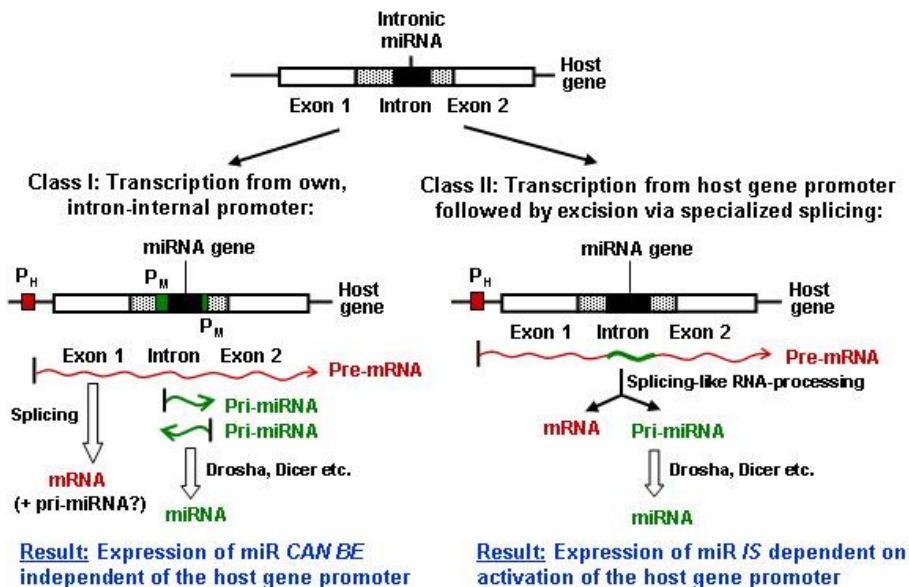 Intronic
miRNA
Host
gene
Exon 1 Intron Exon 2
Class I: Transcription from own,
intron-internal promoter:
miRNA gene
P_H
P_M
Host
gene
P_M
Exon 1 Intron Exon 2
Pre-mRNA
Splicing
Pri-miRNA
Pri-miRNA
Drosha, Dicer etc.
mRNA
(+ pri-miRNA?)
miRNA
Result: Expression of miR CAN BE
independent of the host gene promoter
Class II: Transcription from host gene promoter
followed by excision via specialized splicing:
miRNA gene
P_H
Host
gene
Exon 1 Intron Exon 2
Pre-mRNA
Splicing-like RNA-processing
mRNA Pri-miRNA
Drosha, Dicer etc.
miRNA
Result: Expression of miR IS dependent on
activation of the host gene promoter